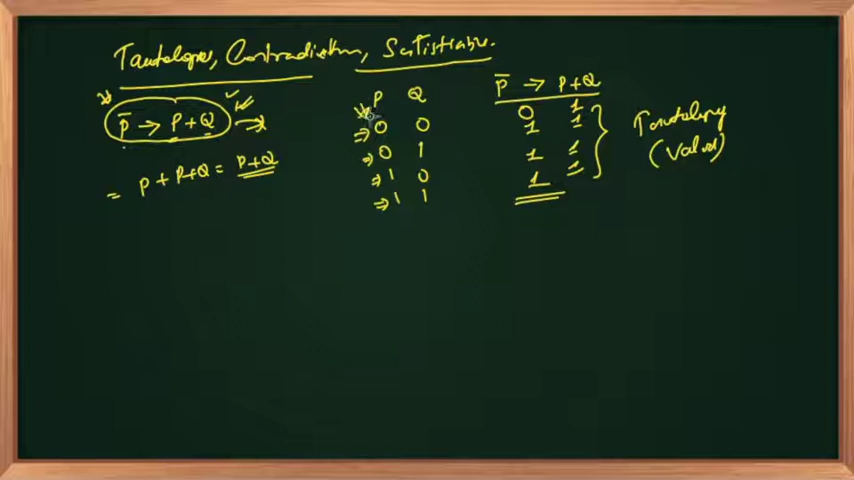 Tautology, Contradiction, Satisfiable.
P̅ → P+Q
= P + P+Q = P+Q
P Q
0 0
0 1
1 0
1 1
P̅ → P+Q
0 1
1 1
1 1
1 1
Tautology
(Valid)